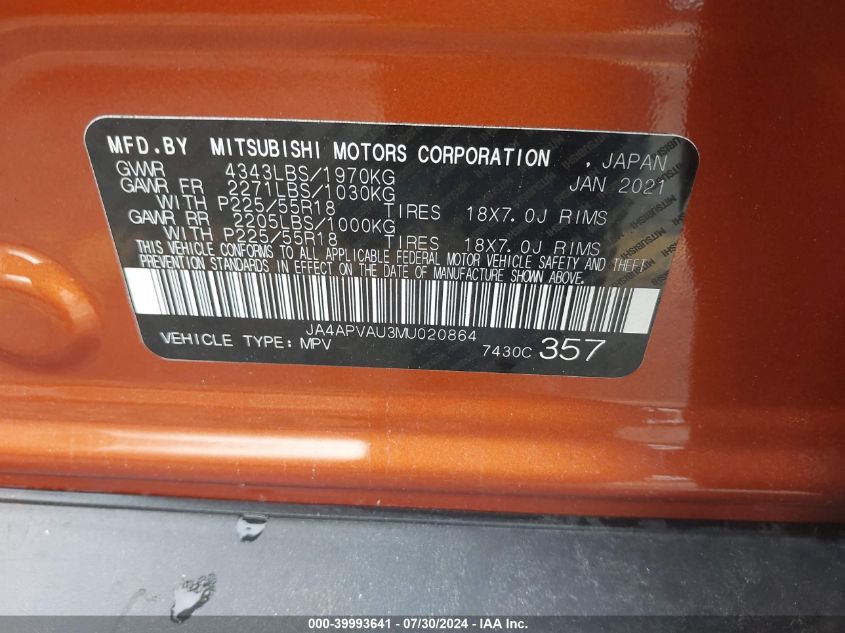 MFD.BY MITSUBISHI MOTORS CORPORATION , JAPAN
GVWR 4343LBS/1970KG JAN 2021
GAWR FR 2271LBS/1030KG
WITH P225/55R18 TIRES 18X7.0J RIMS
GAWR RR 2205LBS/1000KG
WITH P225/55R18 TIRES 18X7.0J RIMS
THIS VEHICLE CONFORMS TO ALL APPLICABLE FEDERAL MOTOR VEHICLE SAFETY AND THEFT
PREVENTION STANDARDS IN EFFECT ON THE DATE OF MANUFACTURE SHOWN ABOVE.
JA4APVAU3MU020864
VEHICLE TYPE: MPV 7430C 357
000-39993641 - 07/30/2024 - IAAI.com